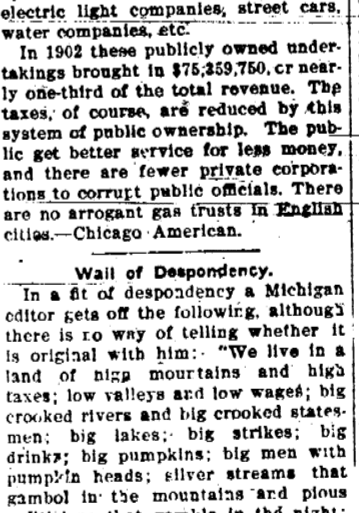 electric light companies, street cars,
water companies, etc.
In 1902 these publicly owned under-
takings brought in $75,259,750, or near-
ly one-third of the total revenue. The
taxes, of course, are reduced by this
system of public ownership. The pub-
lic get better service for less money,
and there are fewer private corpora-
tions to corrupt public officials. There
are no arrogant gas trusts in English
cities.—Chicago American.
Wail of Despondency.
In a fit of despondency a Michigan
editor gets off the following, although
there is no way of telling whether it
is original with him: "We live in a
land of high mountains and high
taxes; low valleys and low wages; big
crooked rivers and big crooked states-
men; big lakes; big strikes; big
drinks; big pumpkins; big men with
pumpkin heads; silver streams that
gambol in the mountains and pious
that in the night;